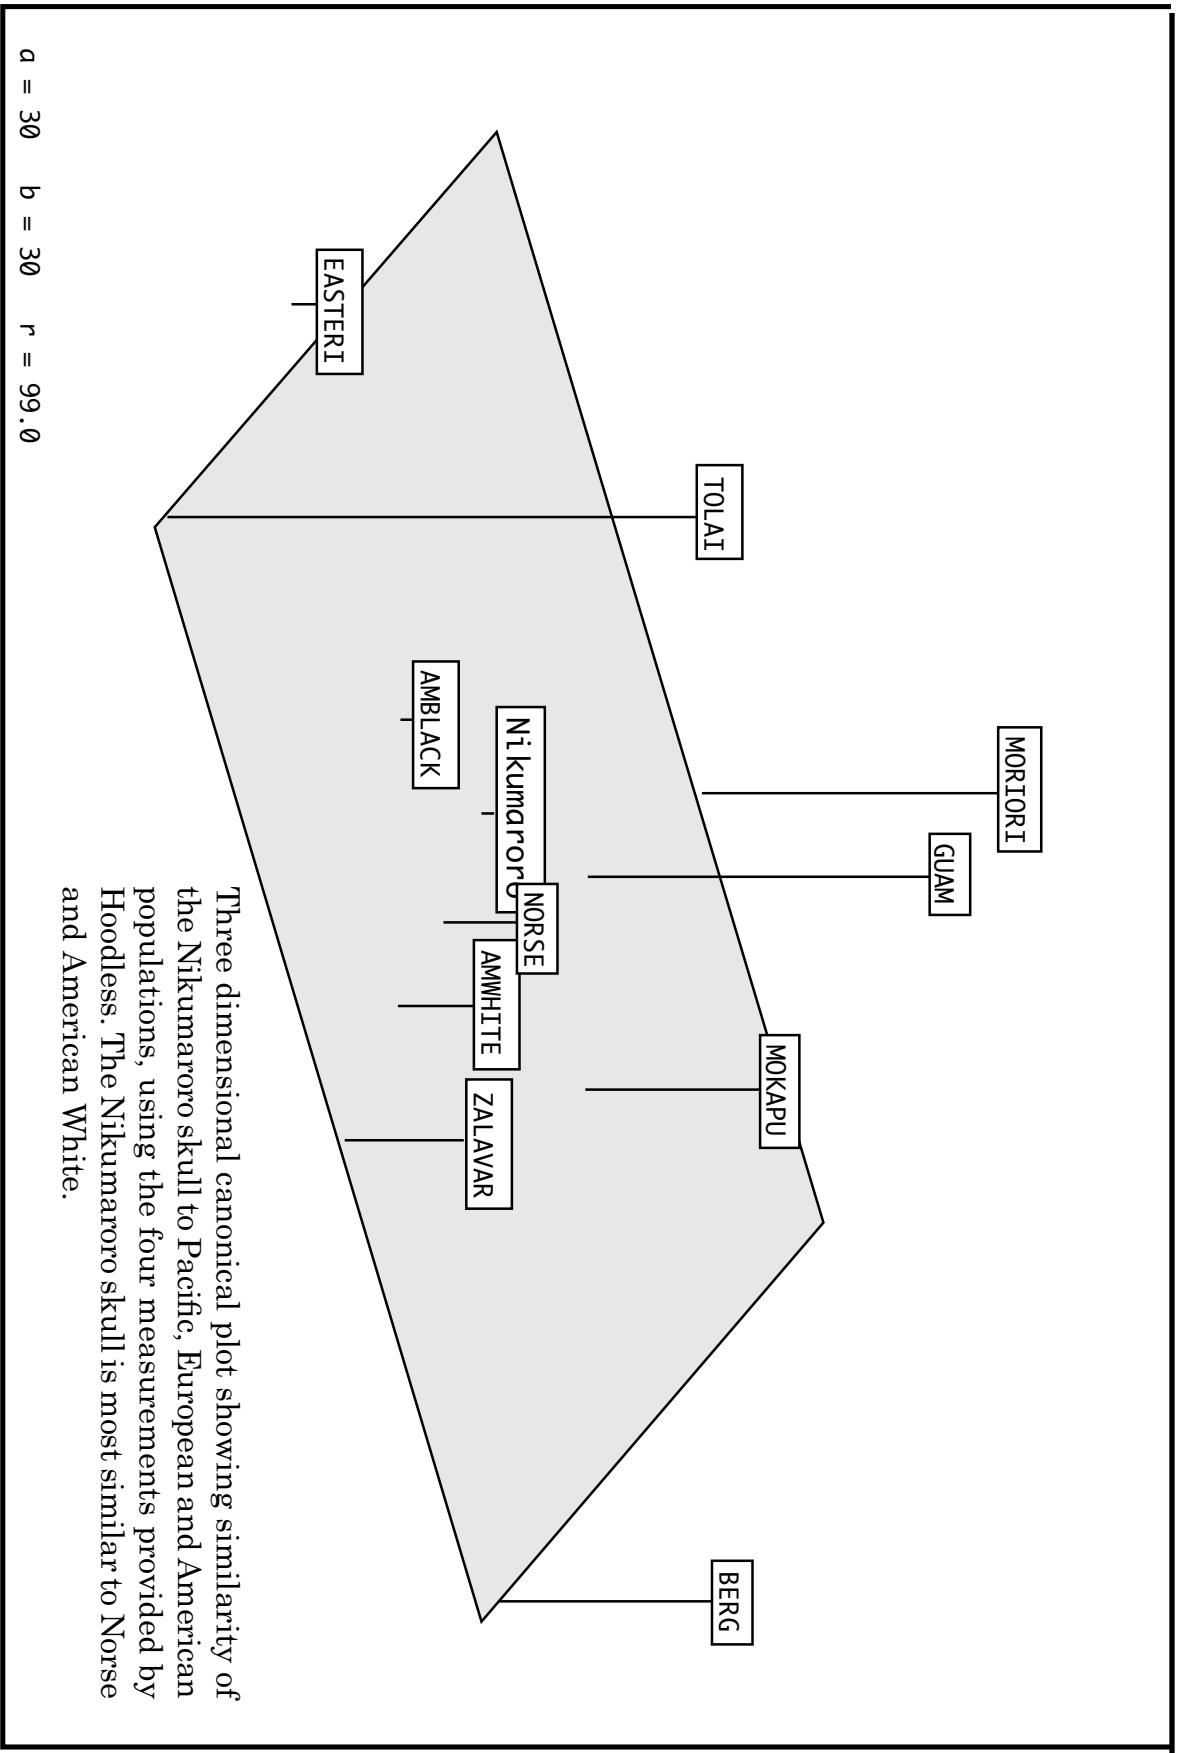 MORIORI
GUAM
MOKAPU
BERG
TOLAI
NORSE
Nikumaroro
AMWHITE
ZALAVAR
AMBLACK
EASTERI
Three dimensional canonical plot showing similarity of
the Nikumaroro skull to Pacific, European and American
populations, using the four measurements provided by
Hoodless. The Nikumaroro skull is most similar to Norse
and American White.
a = 30 b = 30 r = 99.0